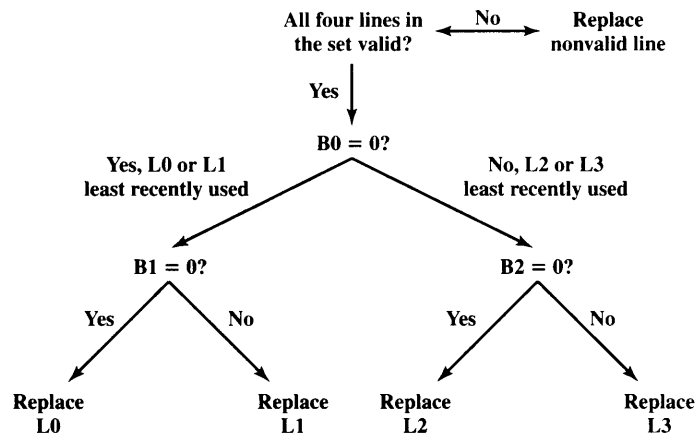 All four lines in
the set valid?
No
Replace
nonvalid line
Yes
B0 = 0?
Yes, L0 or L1
least recently used
No, L2 or L3
least recently used
B1 = 0?
B2 = 0?
Yes
No
Yes
No
Replace
L0
Replace
L1
Replace
L2
Replace
L3